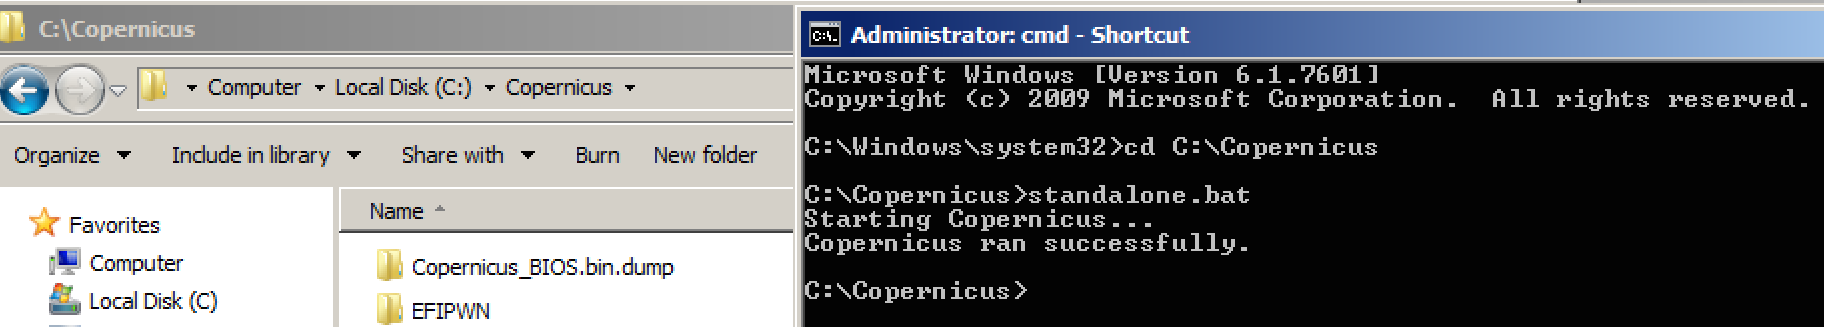 C:\Copernicus
Computer Local Disk (C:) Copernicus
Organize Include in library Share with Burn New folder
Favorites
Computer
Local Disk (C)
Name
Copernicus_BIOS.bin.dump
EFIPWN
Administrator: cmd - Shortcut
Microsoft Windows [Version 6.1.7601]
Copyright (c) 2009 Microsoft Corporation.  All rights reserved.
C:\Windows\system32>cd C:\Copernicus
C:\Copernicus>standalone.bat
Starting Copernicus...
Copernicus ran successfully.
C:\Copernicus>